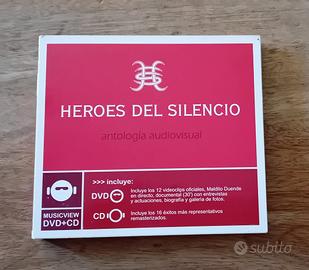 HEROES DEL SILENCIO
antología audiovisual
>>> incluye:
DVD
Incluye los 12 videoclips oficiales, Maldito Duende
en directo, documental (30') con entrevistas
y actuaciones, biografía y galería de fotos.
CD
Incluye los 16 éxitos más representativos
remasterizados.
MUSICVIEW
DVD+CD
subito